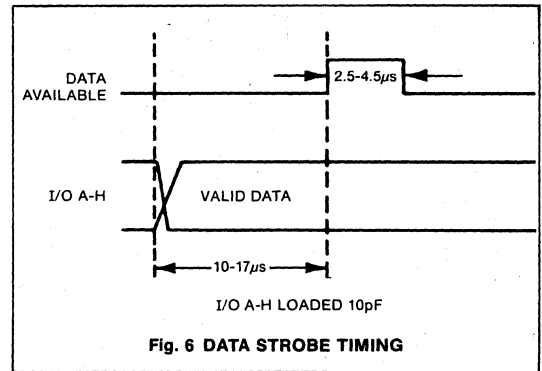 DATA
AVAILABLE
2.5-4.5µs
I/O A-H
VALID DATA
10-17µs
I/O A-H LOADED 10pF
Fig. 6 DATA STROBE TIMING